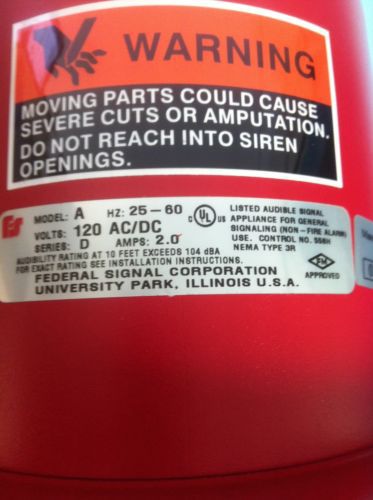 WARNING
MOVING PARTS COULD CAUSE
SEVERE CUTS OR AMPUTATION.
DO NOT REACH INTO SIREN
OPENINGS.
MODEL: A HZ: 25-60
VOLTS: 120 AC/DC
SERIES: D AMPS: 2.0
AUDIBILITY RATING AT 10 FEET EXCEEDS 104 dBA
FOR EXACT RATING SEE INSTALLATION INSTRUCTIONS.
FEDERAL SIGNAL CORPORATION
UNIVERSITY PARK, ILLINOIS U.S.A.
C UL ®
LISTED AUDIBLE SIGNAL
APPLIANCE FOR GENERAL
SIGNALING (NON-FIRE ALARM)
USE. CONTROL NO. 556H
NEMA TYPE 3R
FM
APPROVED